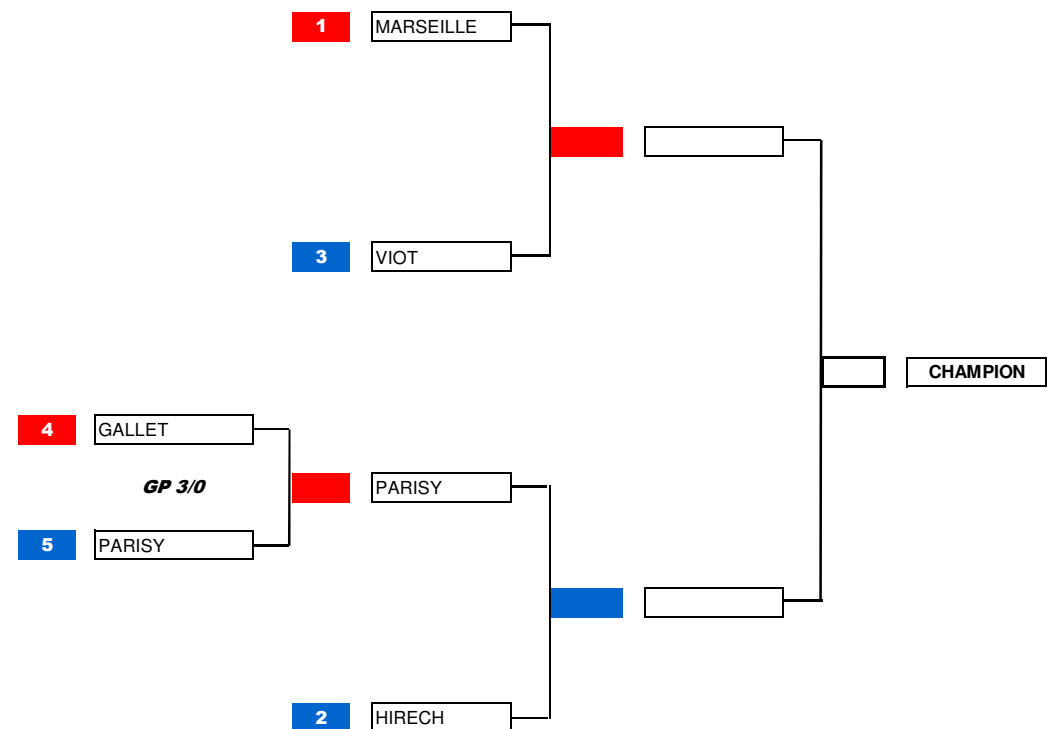 1 MARSEILLE
3 VIOT
CHAMPION
4 GALLET
GP 3/0
PARISY
5 PARISY
2 HIRECH